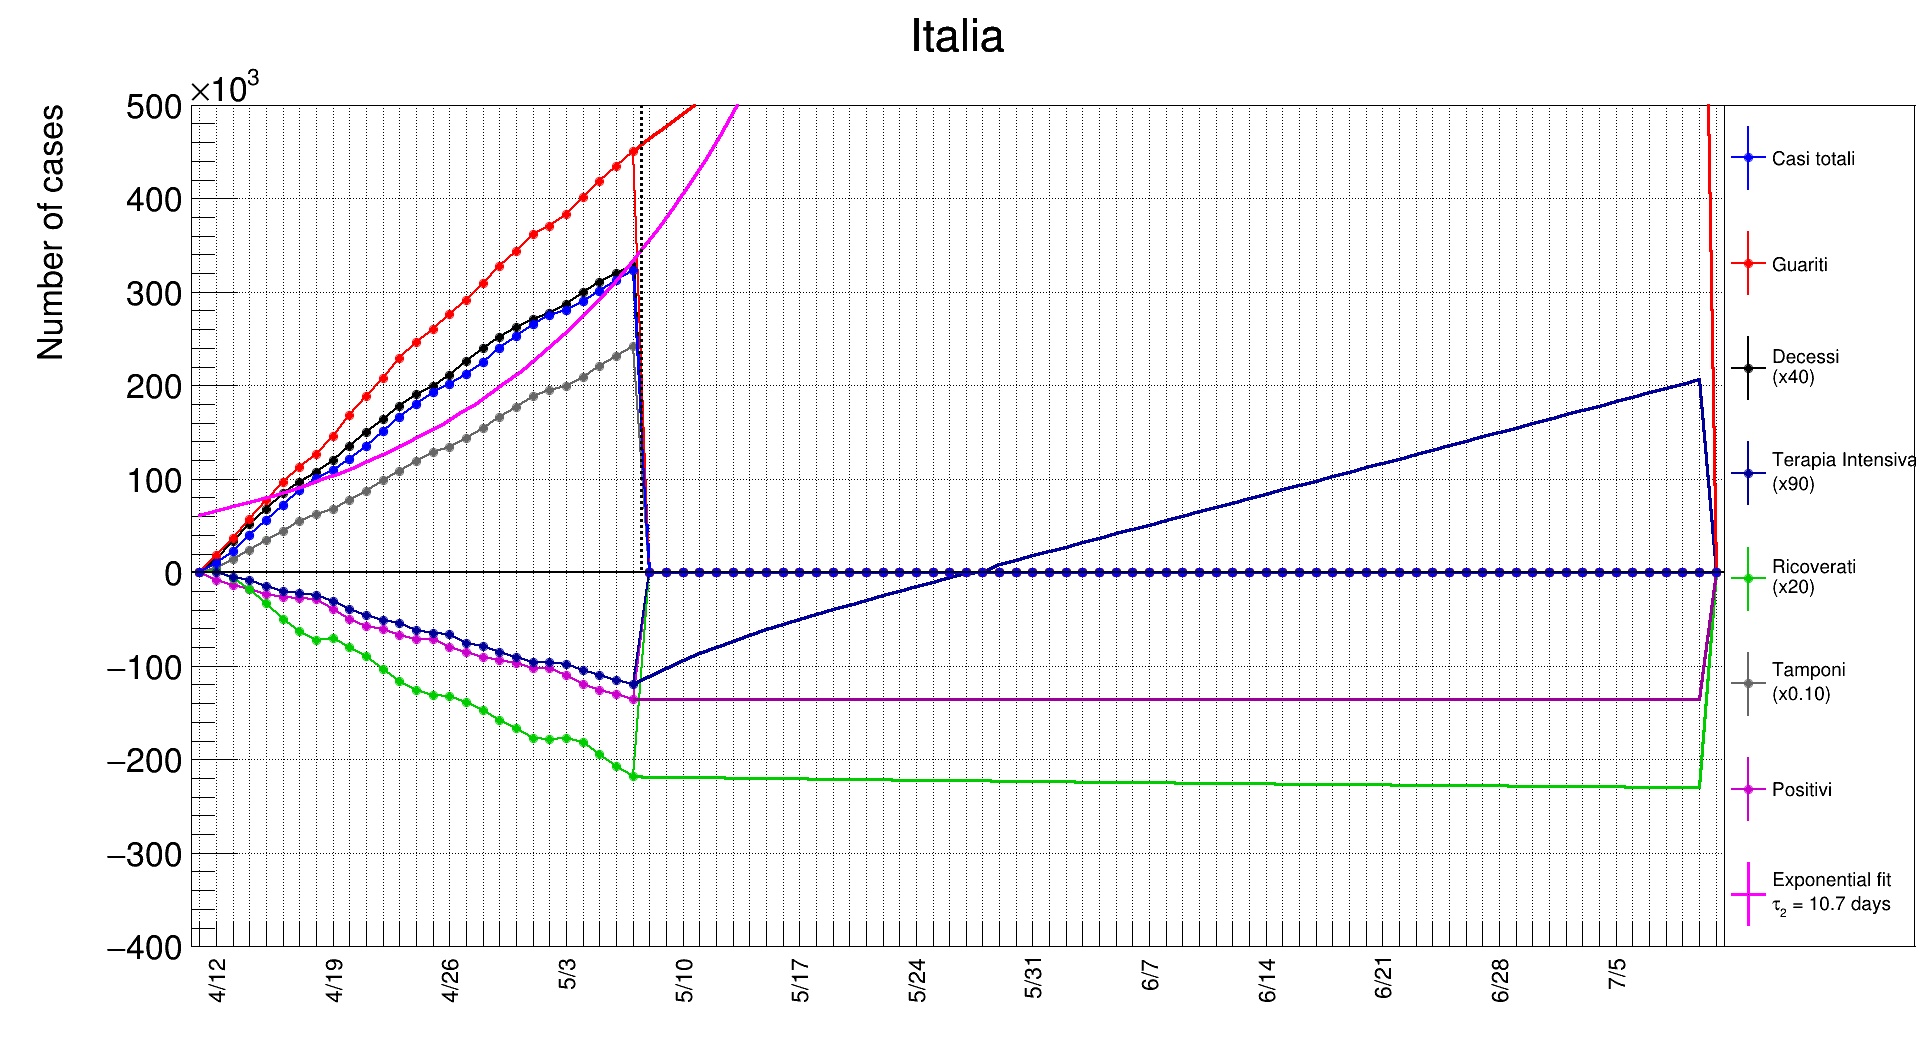 Italia
×10³
Number of cases
500
400
300
200
100
0
−100
−200
−300
−400
4/12
4/19
4/26
5/3
5/10
5/17
5/24
5/31
6/7
6/14
6/21
6/28
7/5
Casi totali
Guariti
Decessi
(x40)
Terapia Intensiva
(x90)
Ricoverati
(x20)
Tamponi
(x0.10)
Positivi
Exponential fit
τ₂ = 10.7 days